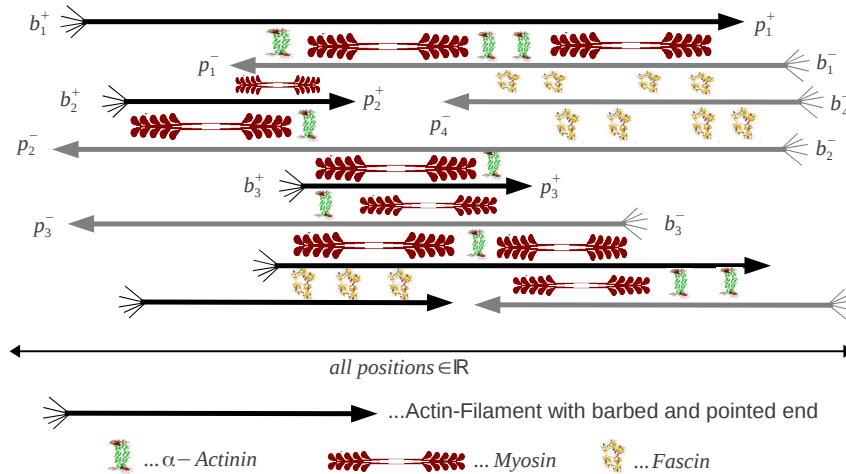 b₁⁺ p₁⁺
p₁⁻ b₁⁻
b₂⁺ p₂⁺ b₄⁻
p₂⁻ p₄⁻ b₂⁻
b₃⁺ p₃⁺
p₃⁻ b₃⁻
all positions ∈ ℝ
...Actin-Filament with barbed and pointed end
...α− Actinin ...Myosin ...Fascin